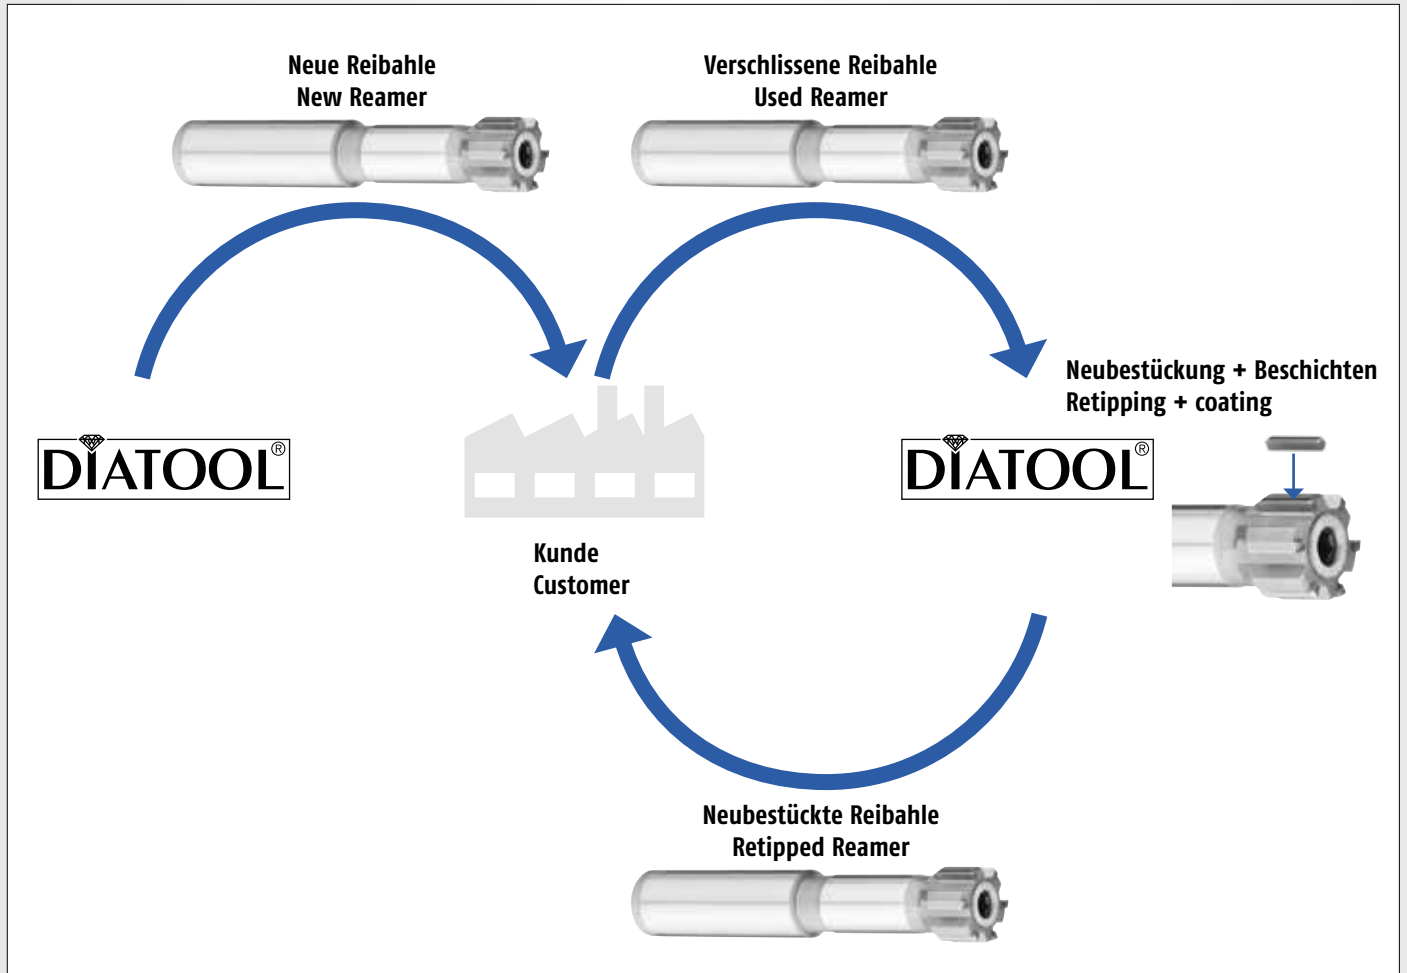 Neue Reibahle
New Reamer
Verschlissene Reibahle
Used Reamer
Neubestückung + Beschichten
Retipping + coating
DIATOOL®
DIATOOL®
Kunde
Customer
Neubestückte Reibahle
Retipped Reamer